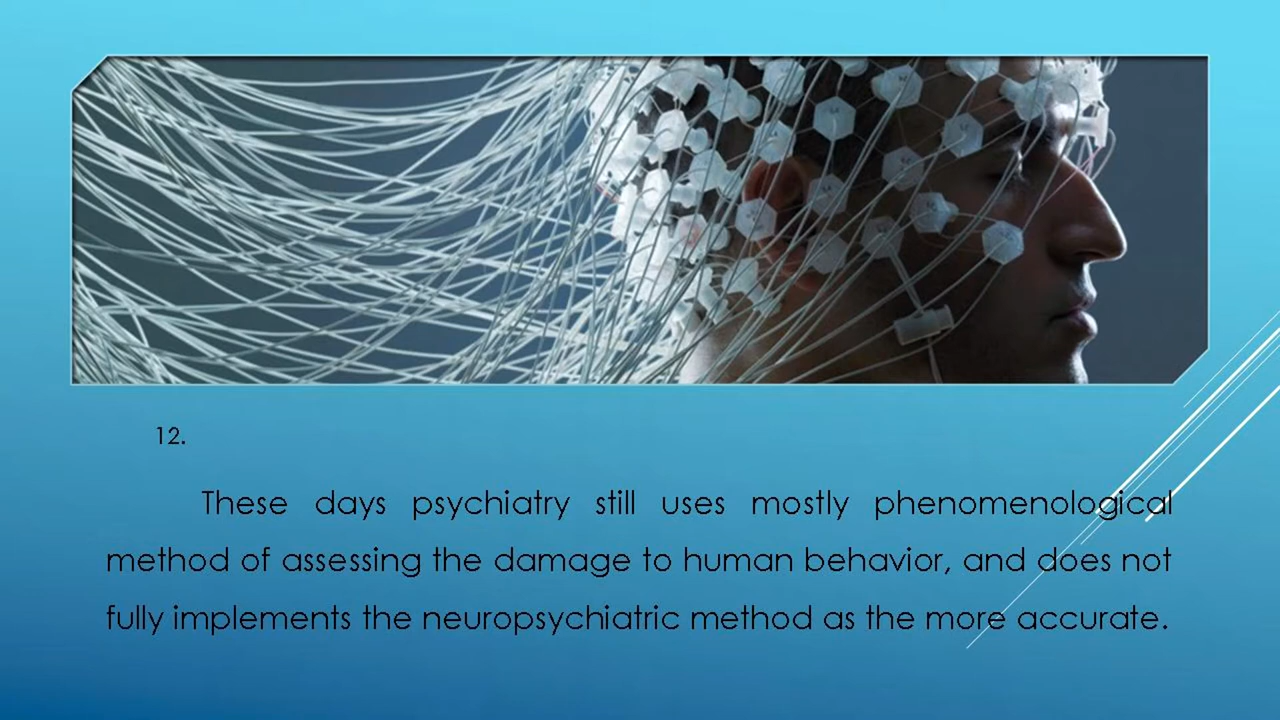 12.
These days psychiatry still uses mostly phenomenological
method of assessing the damage to human behavior, and does not
fully implements the neuropsychiatric method as the more accurate.